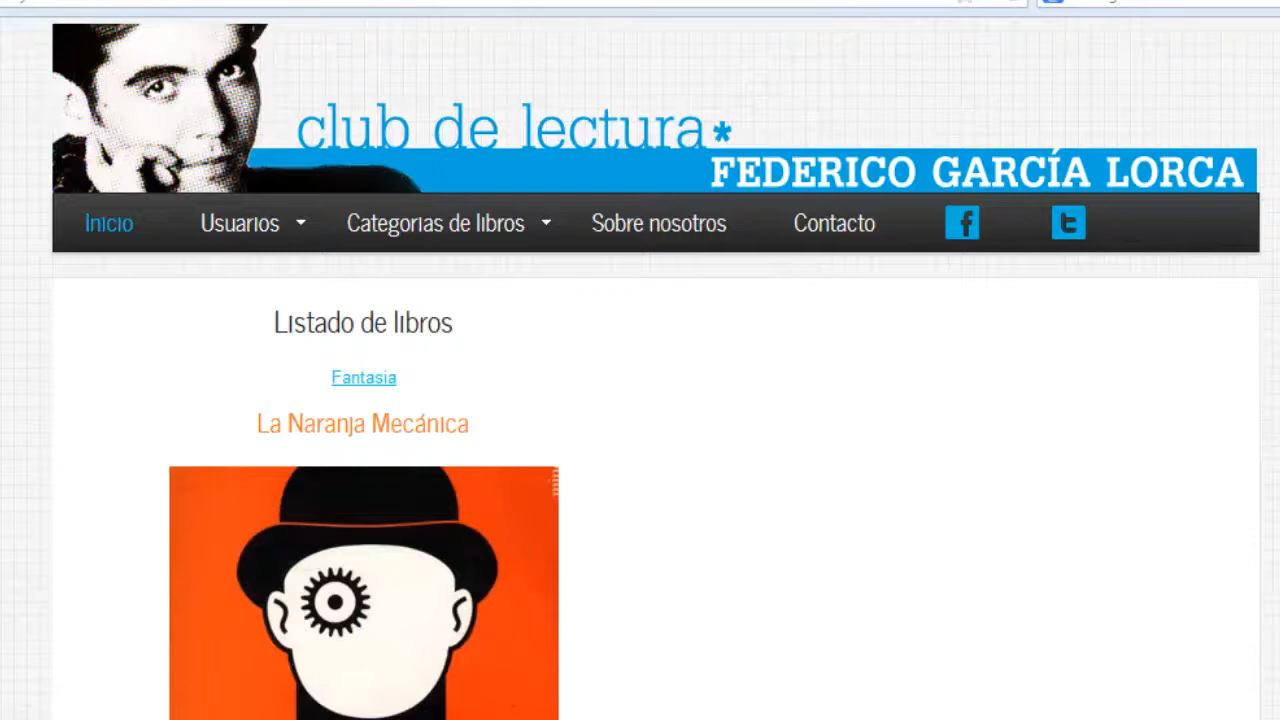 club de lectura*
FEDERICO GARCÍA LORCA
Inicio Usuarios Categorias de libros Sobre nosotros Contacto f t
Listado de libros
Fantasia
La Naranja Mecánica